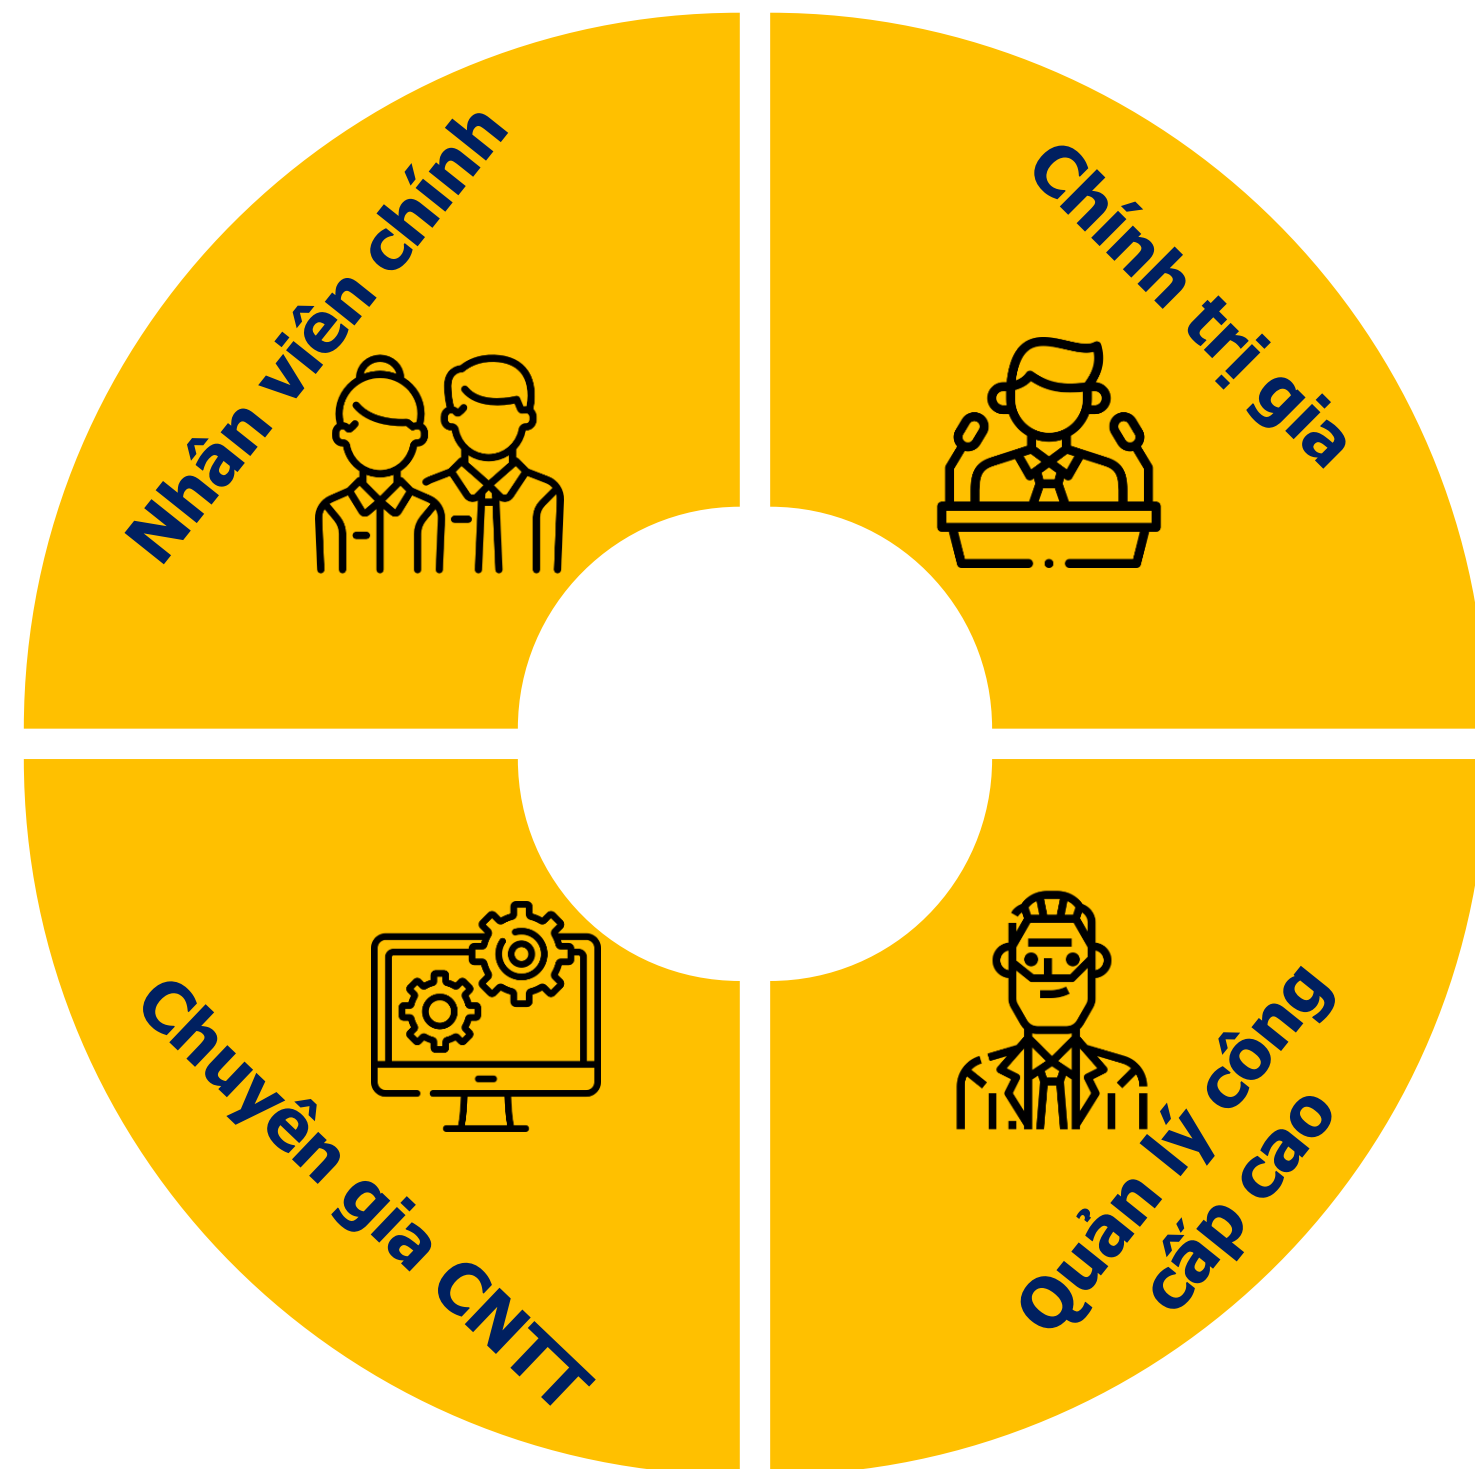 Nhân viên chính
Chính trị gia
Chuyên gia CNTT
Quản lý công
cấp cao